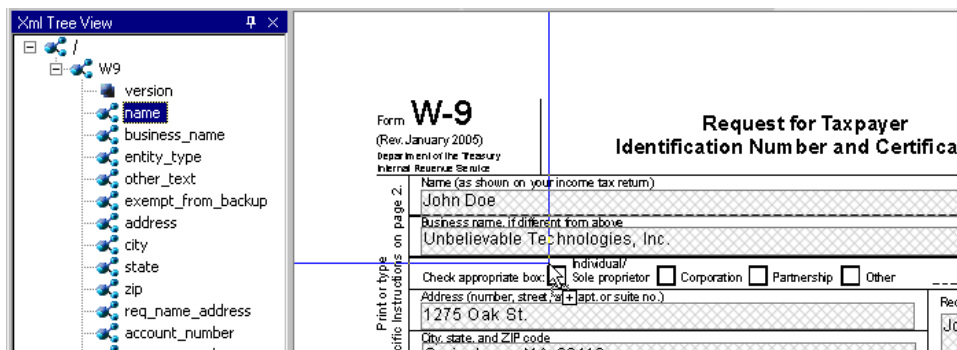 Xml Tree View
/
W9
version
name
business_name
entity_type
other_text
exempt_from_backup
address
city
state
zip
req_name_address
account_number
Form W-9
(Rev. January 2005)
Department of the Treasury
Internal Revenue Service
Request for Taxpayer
Identification Number and Certifica
Print or type
cific Instructions on page 2.
Name (as shown on your income tax return)
John Doe
Business name, if different from above
Unbelievable Technologies, Inc.
Check appropriate box: Individual/ Sole proprietor Corporation Partnership Other
Address (number, street, apt. or suite no.)
1275 Oak St.
City, state, and ZIP code
Rec
Jo